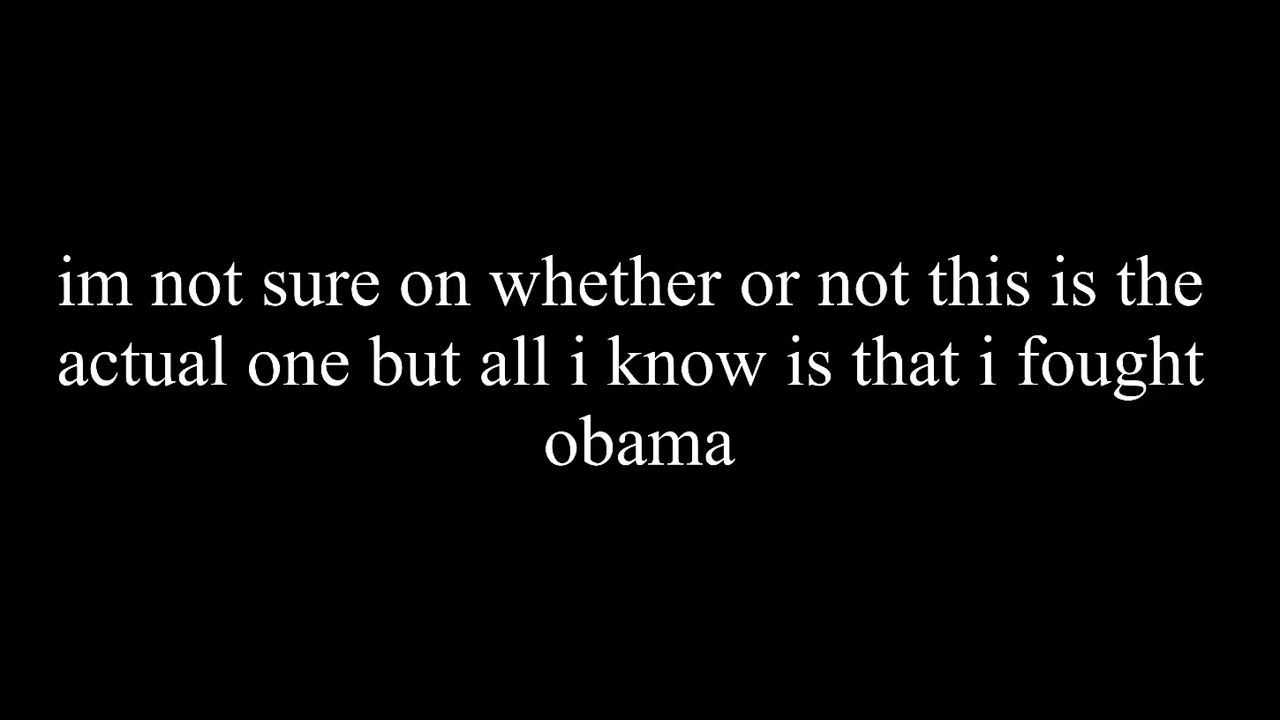 im not sure on whether or not this is the
actual one but all i know is that i fought
obama